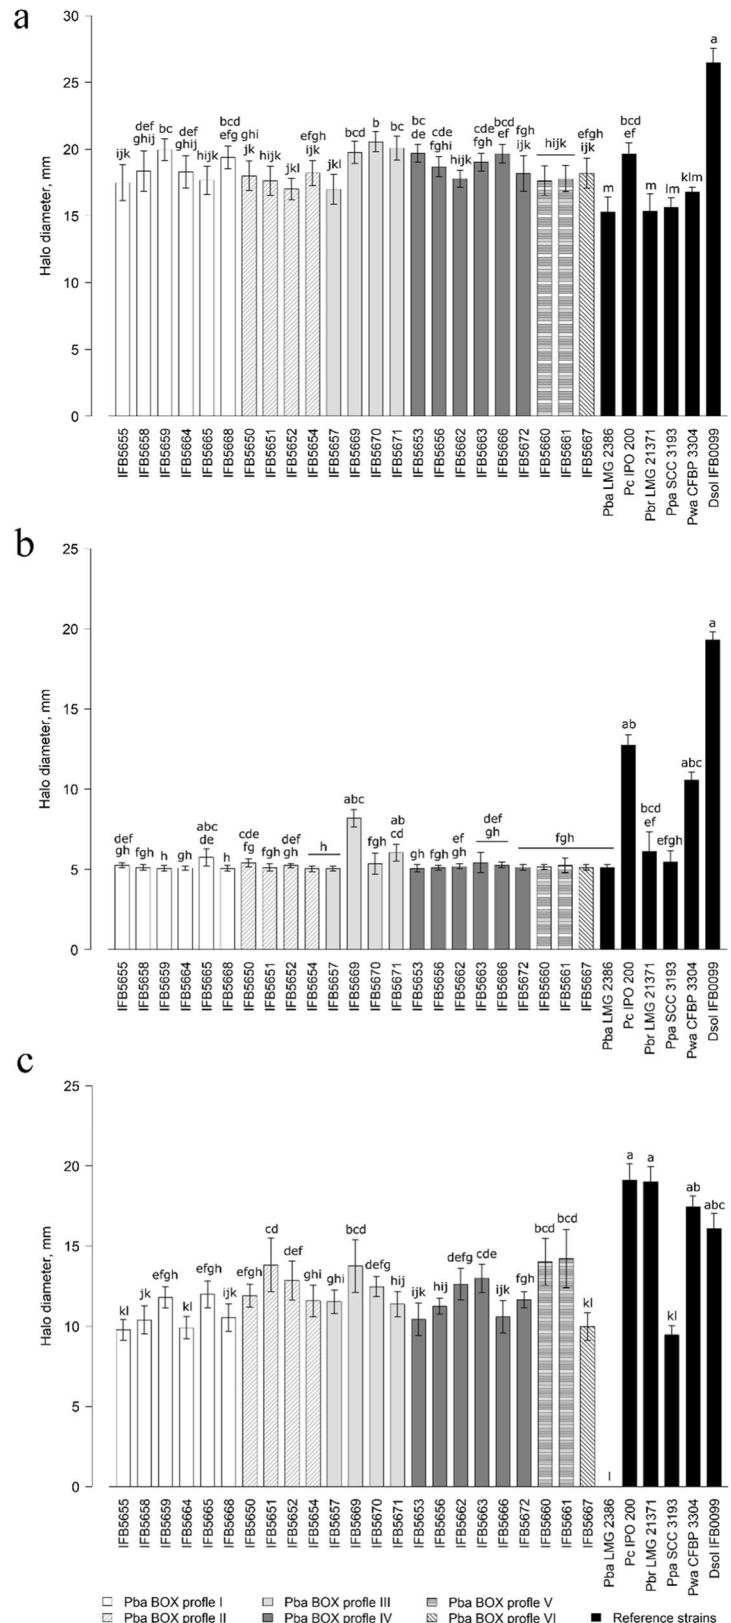 a
30
25
20
15
10
5
0
Halo diameter, mm
ijk
def
ghij
bc
def
ghij
hijk
bcd
efg
ghi
jk
hijk
jkl
efgh
ijk
jkl
bcd
b
bc
bc
de
cde
fghi
hijk
cde
fgh
bcd
ef
fgh
ijk
hijk
efgh
ijk
m
bcd
ef
m
lm
klm
a
IFB5655
IFB5658
IFB5659
IFB5664
IFB5665
IFB5668
IFB5650
IFB5651
IFB5652
IFB5654
IFB5657
IFB5669
IFB5670
IFB5671
IFB5653
IFB5656
IFB5662
IFB5663
IFB5666
IFB5672
IFB5660
IFB5661
IFB5667
Pba LMG 2386
Pc IPO 200
Pbr LMG 21371
Ppa SCC 3193
Pwa CFBP 3304
Dsol IFB0099
b
25
20
15
10
5
0
Halo diameter, mm
def
gh
fgh
h
gh
abc
de
h
cde
fg
fgh
def
gh
h
abc
fgh
ab
cd
gh
fgh
ef
gh
def
gh
fgh
ab
bcd
ef
efgh
abc
a
IFB5655
IFB5658
IFB5659
IFB5664
IFB5665
IFB5668
IFB5650
IFB5651
IFB5652
IFB5654
IFB5657
IFB5669
IFB5670
IFB5671
IFB5653
IFB5656
IFB5662
IFB5663
IFB5666
IFB5672
IFB5660
IFB5661
IFB5667
Pba LMG 2386
Pc IPO 200
Pbr LMG 21371
Ppa SCC 3193
Pwa CFBP 3304
Dsol IFB0099
c
25
20
15
10
5
0
Halo diameter, mm
kl
jk
efgh
kl
efgh
ijk
efgh
cd
def
ghi
ghi
bcd
defg
hij
ijk
hij
defg
cde
ijk
fgh
bcd
bcd
kl
l
a
a
kl
ab
abc
IFB5655
IFB5658
IFB5659
IFB5664
IFB5665
IFB5668
IFB5650
IFB5651
IFB5652
IFB5654
IFB5657
IFB5669
IFB5670
IFB5671
IFB5653
IFB5656
IFB5662
IFB5663
IFB5666
IFB5672
IFB5660
IFB5661
IFB5667
Pba LMG 2386
Pc IPO 200
Pbr LMG 21371
Ppa SCC 3193
Pwa CFBP 3304
Dsol IFB0099
Pba BOX profle I
Pba BOX profle III
Pba BOX profle V
Pba BOX profle II
Pba BOX profle IV
Pba BOX profle VI
Reference strains